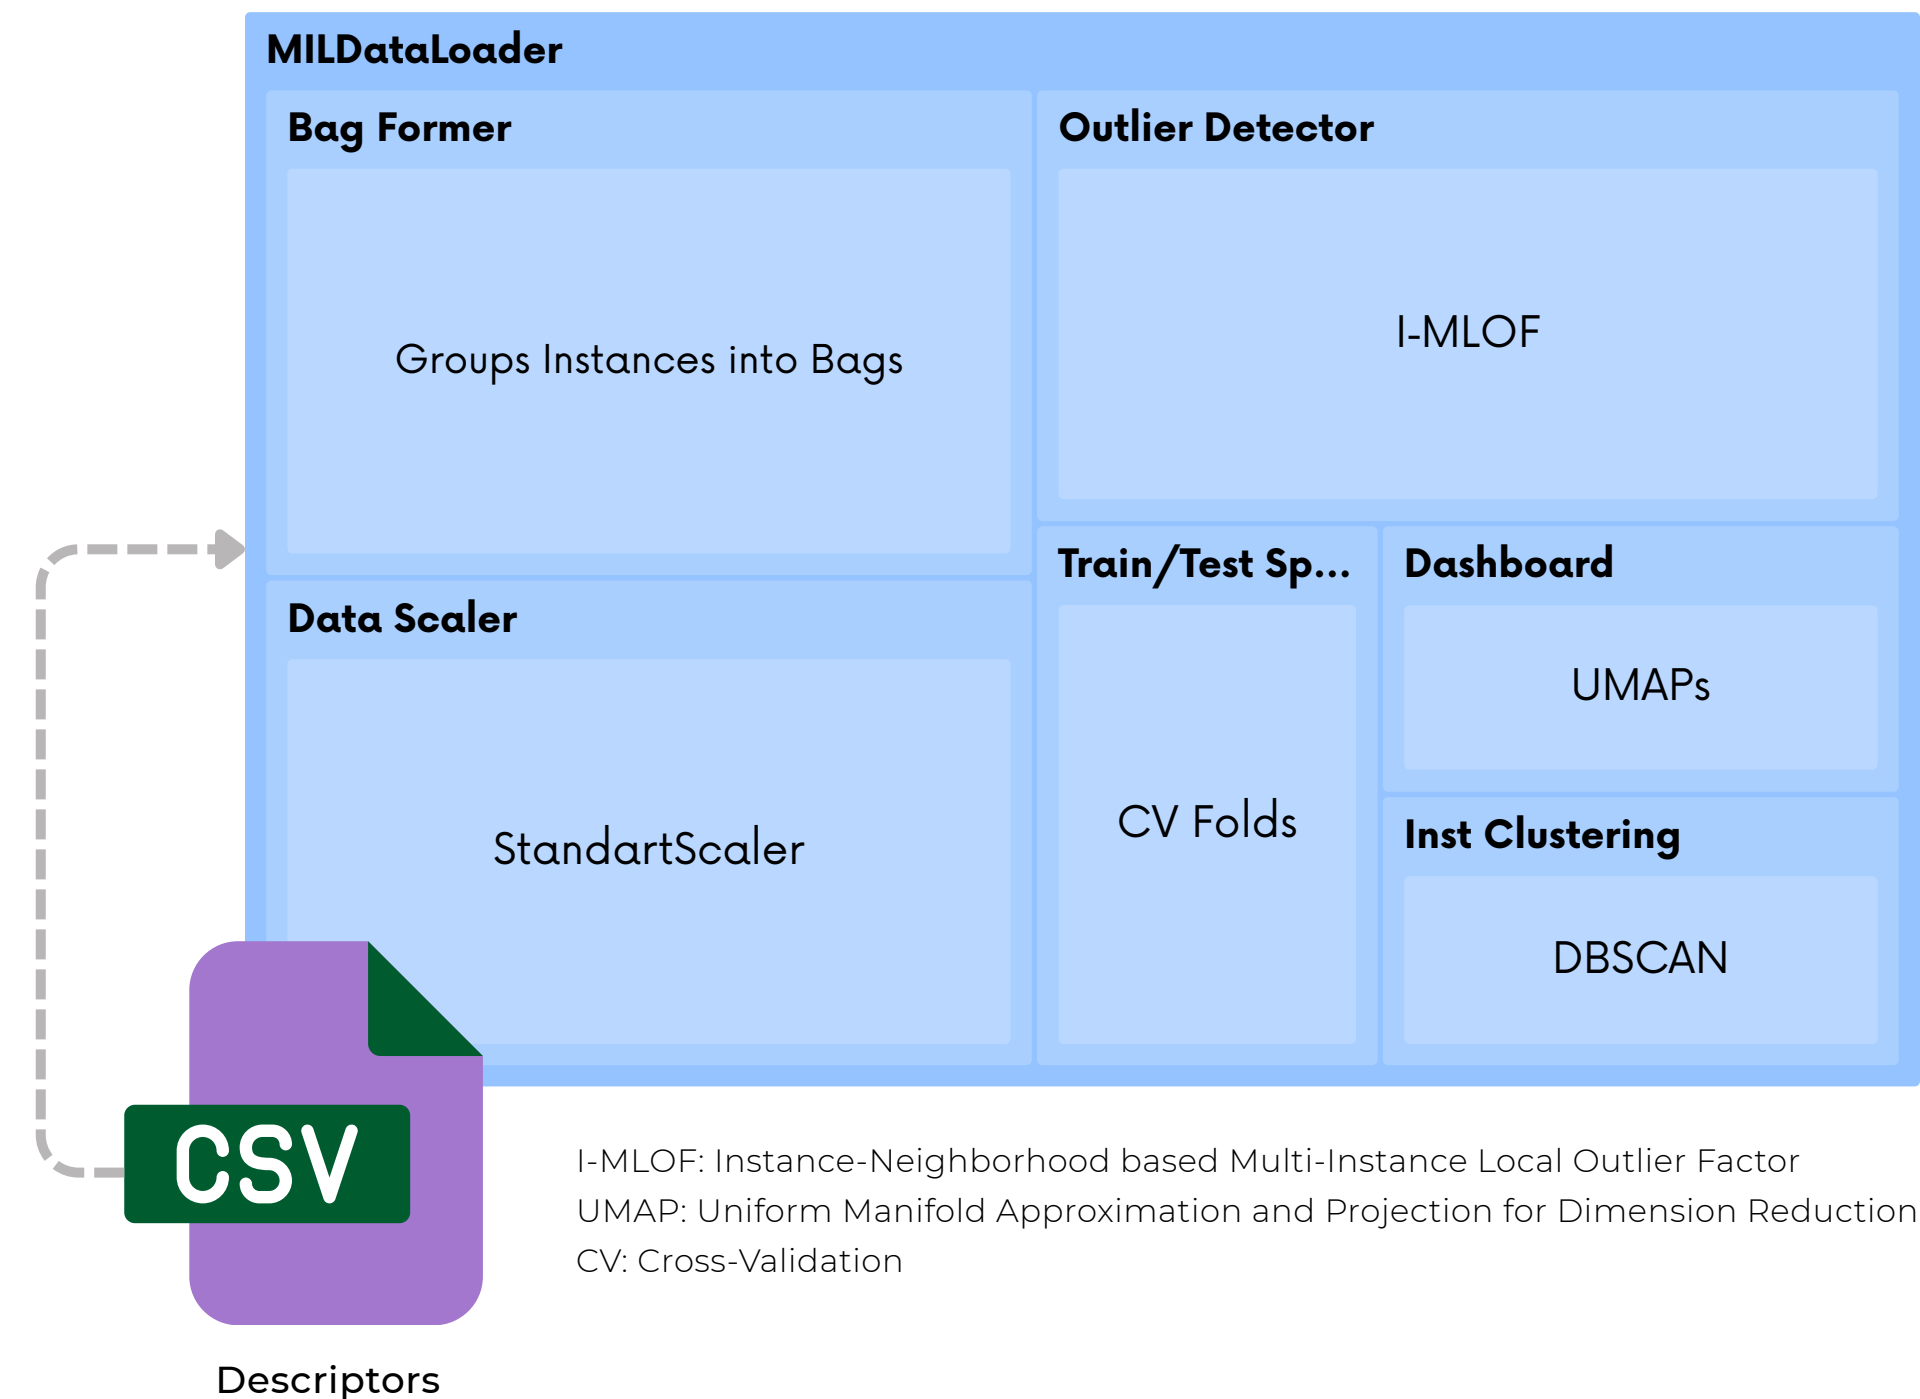 MILDataLoader
Bag Former
Groups Instances into Bags
Outlier Detector
I-MLOF
Data Scaler
StandartScaler
Train/Test Sp...
CV Folds
Dashboard
UMAPs
Inst Clustering
DBSCAN
CSV
Descriptors
I-MLOF: Instance-Neighborhood based Multi-Instance Local Outlier Factor
UMAP: Uniform Manifold Approximation and Projection for Dimension Reduction
CV: Cross-Validation